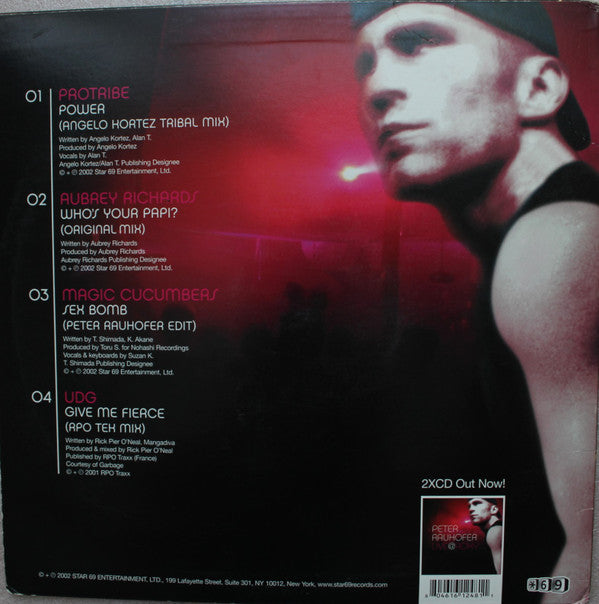 01
PROTRIBE
POWER
(ANGELO KORTEZ TRIBAL MIX)
Written by Angelo Kortez, Alan T.
Produced by Angelo Kortez
Vocals by Alan T.
Angelo Kortez/Alan T. Publishing Designee
© + ℗ 2002 Star 69 Entertainment, Ltd.
02
AUBREY RICHARDS
WHO'S YOUR PAPI?
(ORIGINAL MIX)
Written by Aubrey Richards
Produced by Aubrey Richards
Aubrey Richards Publishing Designee
© + ℗ 2002 Star 69 Entertainment, Ltd.
03
MAGIC CUCUMBERS
SEX BOMB
(PETER RAUHOFER EDIT)
Written by T. Shimada, K. Akane
Produced by Toru S. for Nohashi Recordings
Vocals & keyboards by Suzan K.
T. Shimada Publishing Designee
© + ℗ 2002 Star 69 Entertainment, Ltd.
04
UDG
GIVE ME FIERCE
(RPO TEK MIX)
Written by Rick Pier O'Neal, Mangadiva
Produced & mixed by Rick Pier O'Neal
Published by RPO Traxx (France)
Courtesy of Garbage
© + ℗ 2001 RPO Traxx
2XCD Out Now!
PETER
RAUHOFER
LIVE @ ROXY
© + ℗ 2002 STAR 69 ENTERTAINMENT, LTD., 199 Lafayette Street, Suite 301, NY 10012, New York, www.star69records.com
*69